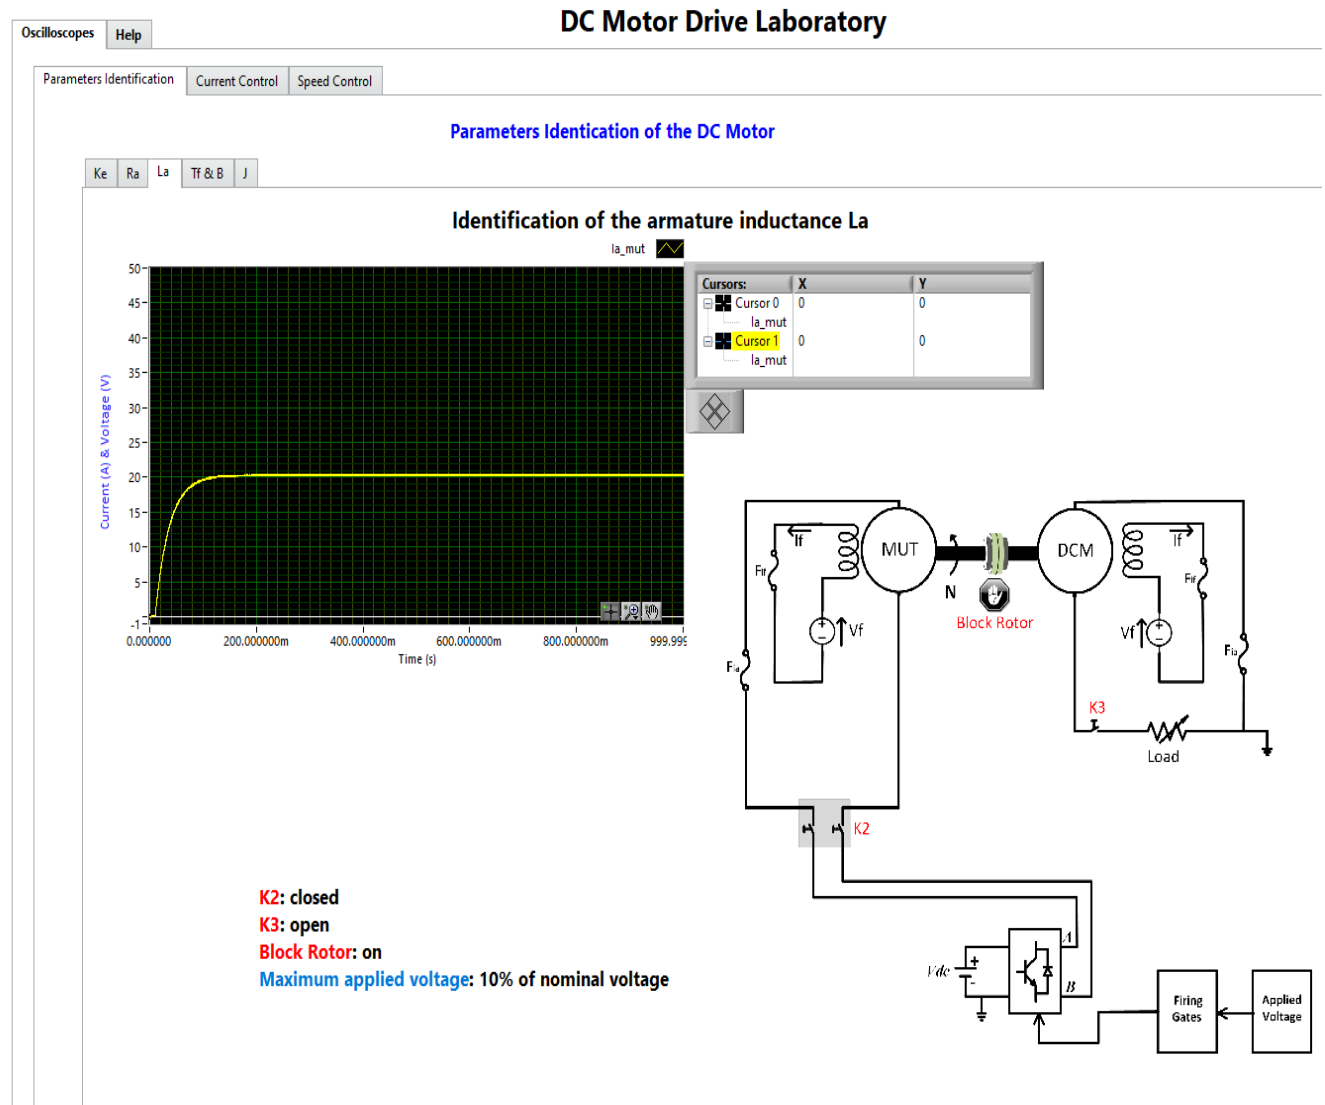 DC Motor Drive Laboratory
Oscilloscopes
Help
Parameters Identification
Current Control
Speed Control
Parameters Identication of the DC Motor
Ke
Ra
La
Tf & B
J
Identification of the armature inductance La
Ia_mut
Current (A) & Voltage (V)
50
45
40
35
30
25
20
15
10
5
-1
0.000000
200.000000m
400.000000m
600.000000m
800.000000m
999.999
Time (s)
Cursors: X Y
Cursor 0 0 0
Ia_mut
Cursor 1 0 0
Ia_mut
If
MUT
DCM
If
Fif
N
Fif
Block Rotor
+
−
Vf
Vf
+
−
Fia
Fia
K3
Load
K2
K2: closed
K3: open
Block Rotor: on
Maximum applied voltage: 10% of nominal voltage
A
Vdc
+
-
B
Firing
Gates
Applied
Voltage